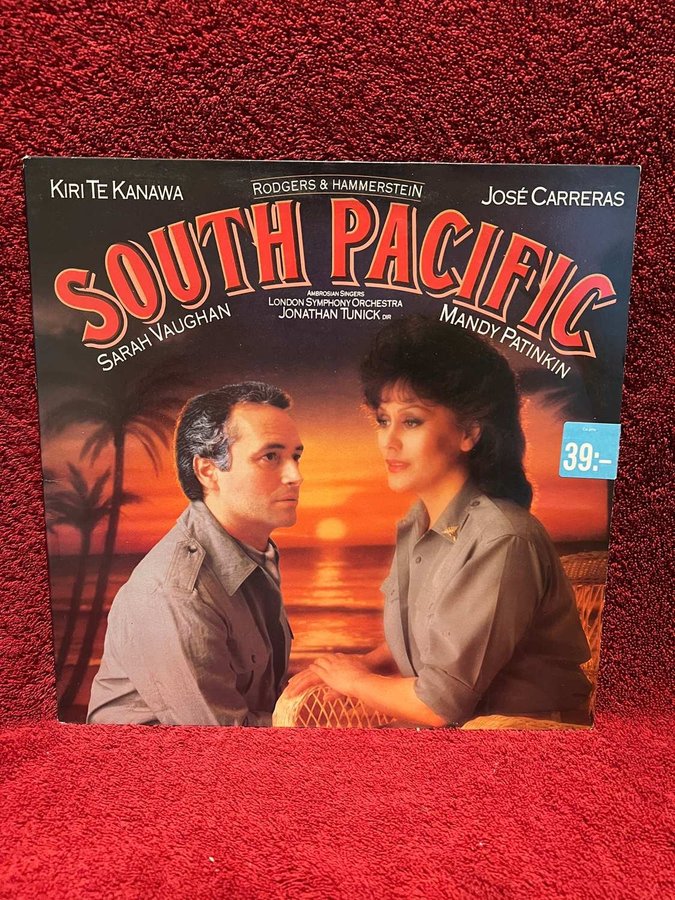 KIRI TE KANAWA
RODGERS & HAMMERSTEIN
JOSÉ CARRERAS
SOUTH PACIFIC
SARAH VAUGHAN
AMBROSIAN SINGERS
LONDON SYMPHONY ORCHESTRA
JONATHAN TUNICK DIR
MANDY PATINKIN
39:-